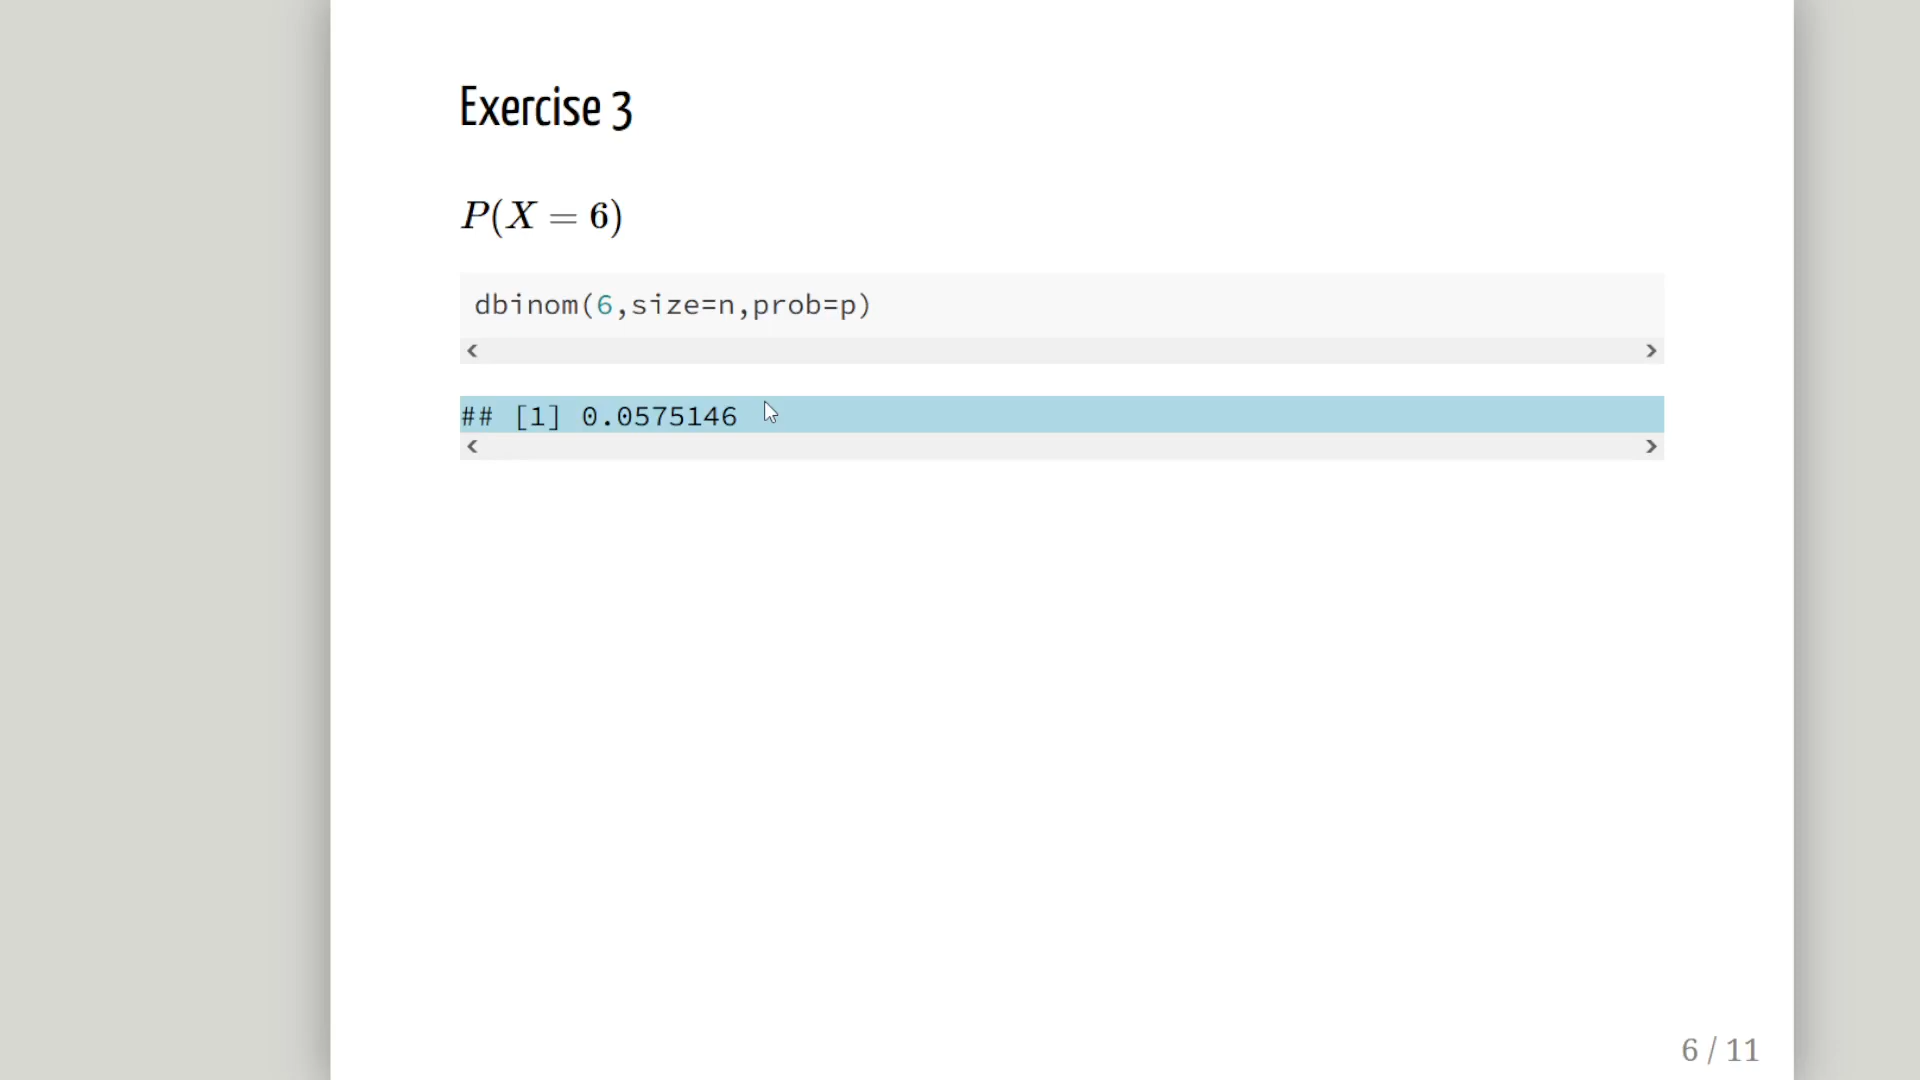 Exercise 3
P(X = 6)
dbinom(6,size=n,prob=p)
## [1] 0.0575146
6 / 11